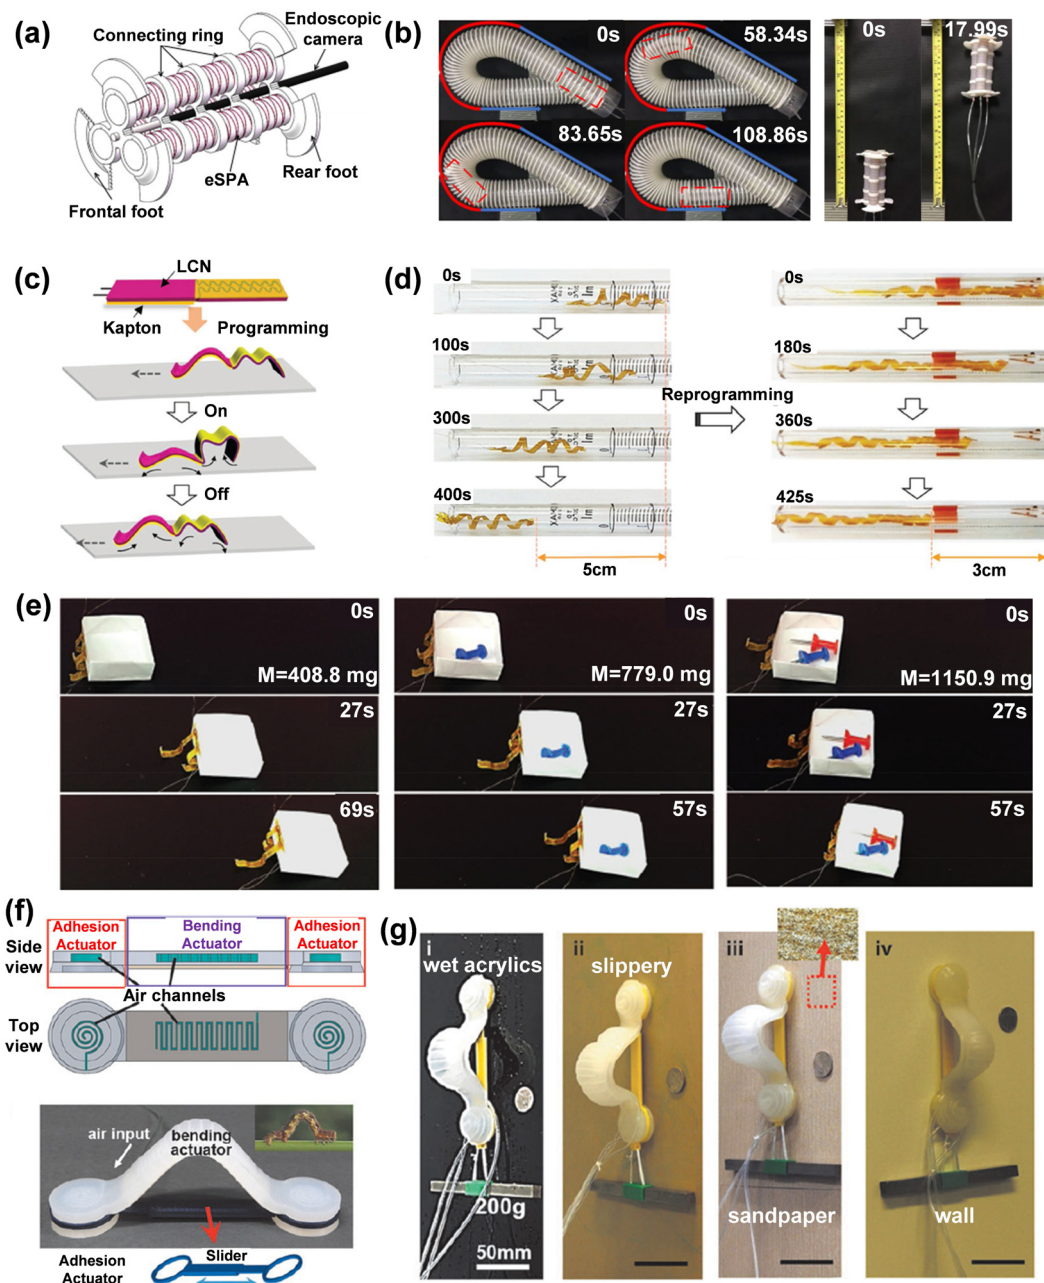 (a)
Connecting ring
Endoscopic
camera
eSPA
Rear foot
Frontal foot
(b)
0s
58.34s
83.65s
108.86s
0s
17.99s
(c)
LCN
Kapton
Programming
On
Off
(d)
0s
100s
300s
400s
5cm
Reprogramming
0s
180s
360s
425s
3cm
(e)
0s
M=408.8 mg
27s
69s
0s
M=779.0 mg
27s
57s
0s
M=1150.9 mg
27s
57s
(f)
Adhesion
Actuator
Bending
Actuator
Adhesion
Actuator
Side
view
Air channels
Top
view
air input
bending
actuator
Slider
Adhesion
Actuator
(g)
i
wet acrylics
200g
50mm
ii
slippery
iii
sandpaper
iv
wall